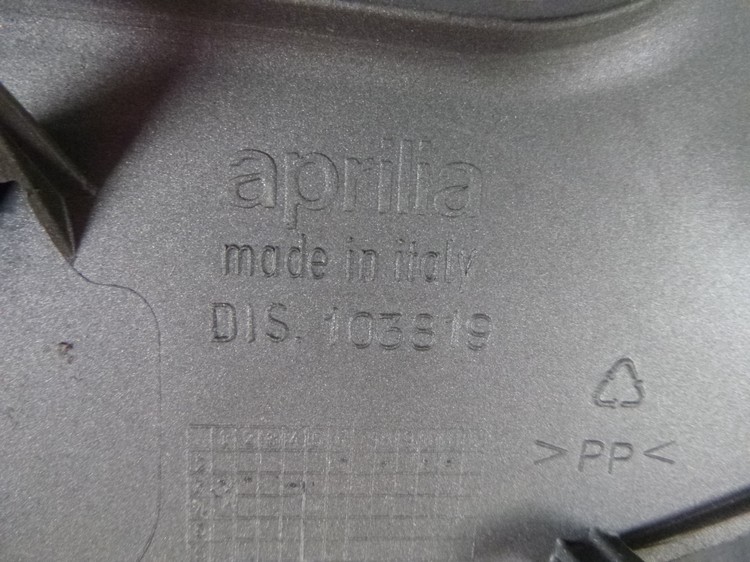 aprilia
made in italy
DIS. 103819
>PP<